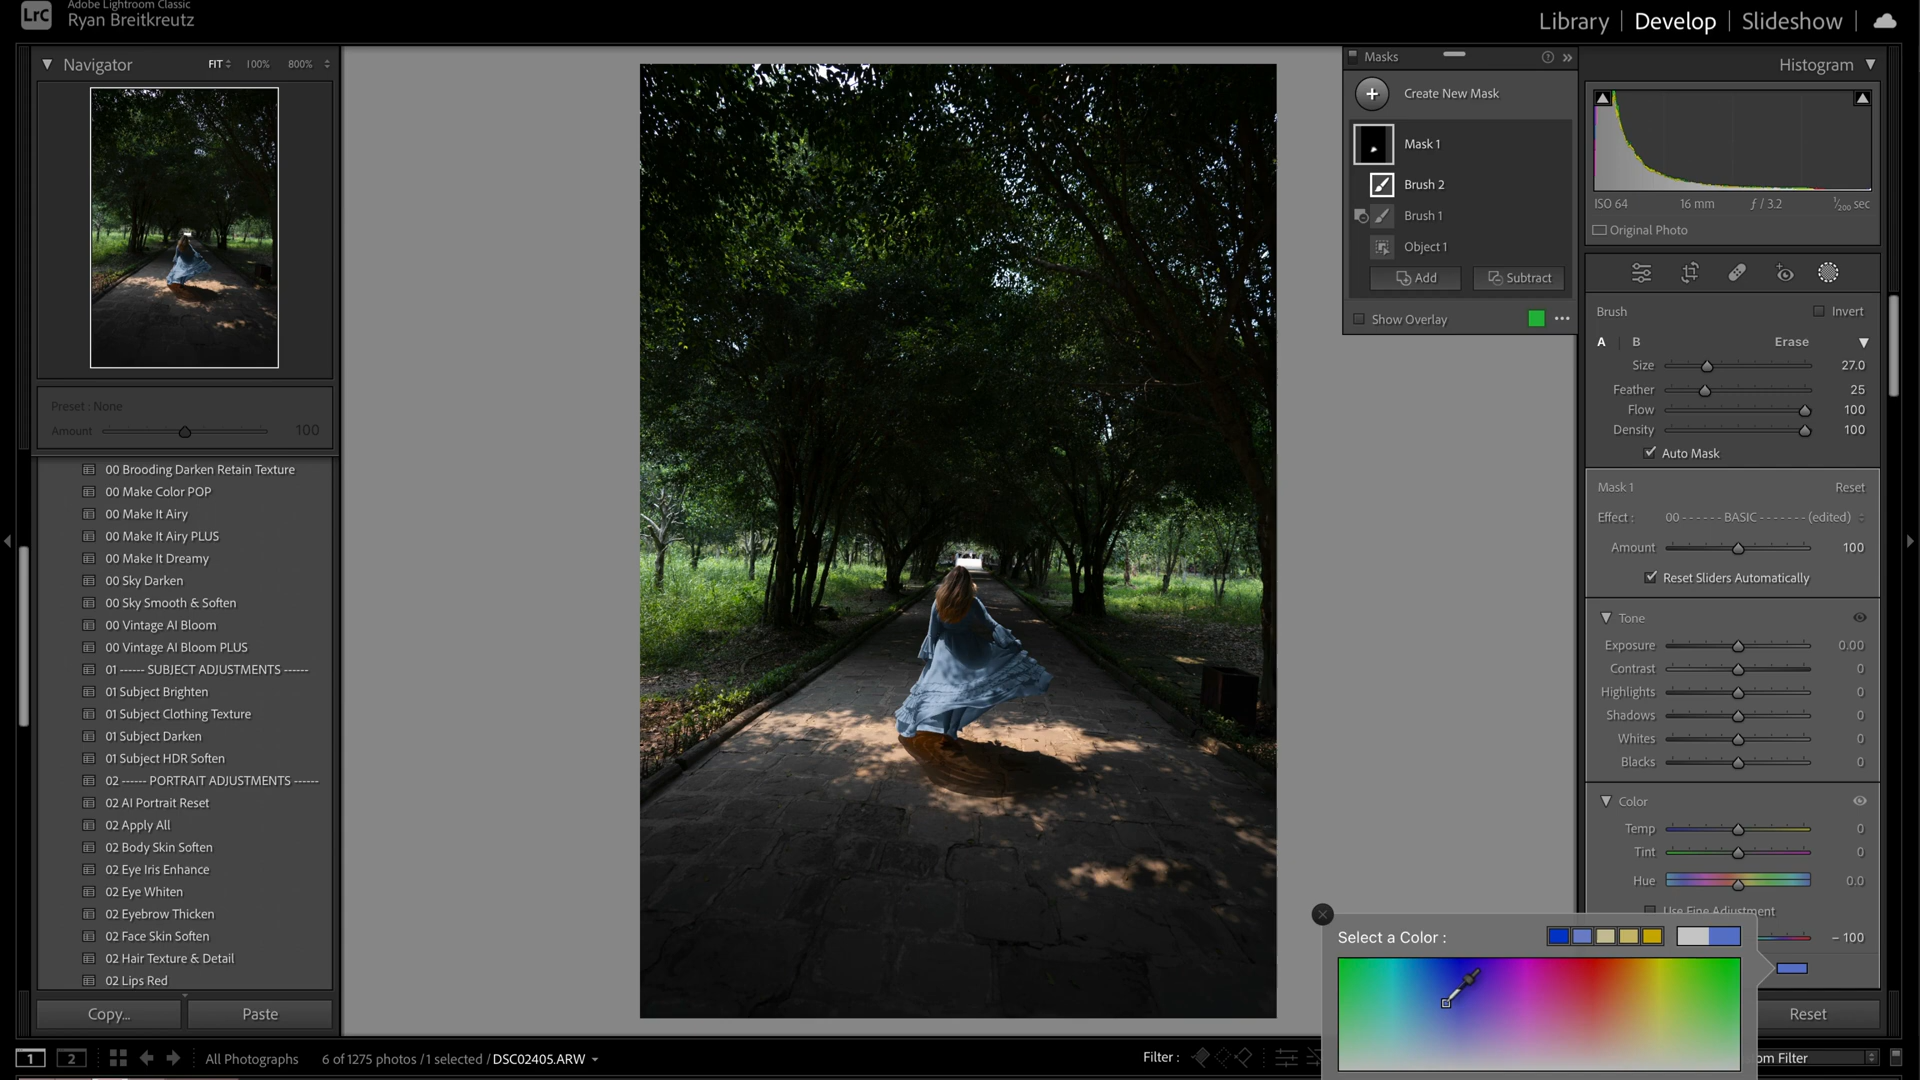 LrC
Adobe Lightroom Classic
Ryan Breitkreutz
Library | Develop | Slideshow
Navigator
FIT 100% 800%
Preset : None
Amount 100
00 Brooding Darken Retain Texture
00 Make Color POP
00 Make It Airy
00 Make It Airy PLUS
00 Make It Dreamy
00 Sky Darken
00 Sky Smooth & Soften
00 Vintage AI Bloom
00 Vintage AI Bloom PLUS
01 ------ SUBJECT ADJUSTMENTS ------
01 Subject Brighten
01 Subject Clothing Texture
01 Subject Darken
01 Subject HDR Soften
02 ------ PORTRAIT ADJUSTMENTS ------
02 AI Portrait Reset
02 Apply All
02 Body Skin Soften
02 Eye Iris Enhance
02 Eye Whiten
02 Eyebrow Thicken
02 Face Skin Soften
02 Hair Texture & Detail
02 Lips Red
Copy... Paste
Masks
Create New Mask
Mask 1
Brush 2
Brush 1
Object 1
Add Subtract
Show Overlay
Histogram
ISO 64 16 mm ƒ / 3.2 1/200 sec
Original Photo
Brush Invert
A B Erase
Size 27.0
Feather 25
Flow 100
Density 100
Auto Mask
Mask 1 Reset
Effect : 00 ------ BASIC ------- (edited)
Amount 100
Reset Sliders Automatically
Tone
Exposure 0.00
Contrast 0
Highlights 0
Shadows 0
Whites 0
Blacks 0
Color
Temp 0
Tint 0
Hue 0.0
Use Fine Adjustment
– 100
Select a Color :
Reset
1 2 All Photographs 6 of 1275 photos / 1 selected / DSC02405.ARW Filter : om Filter